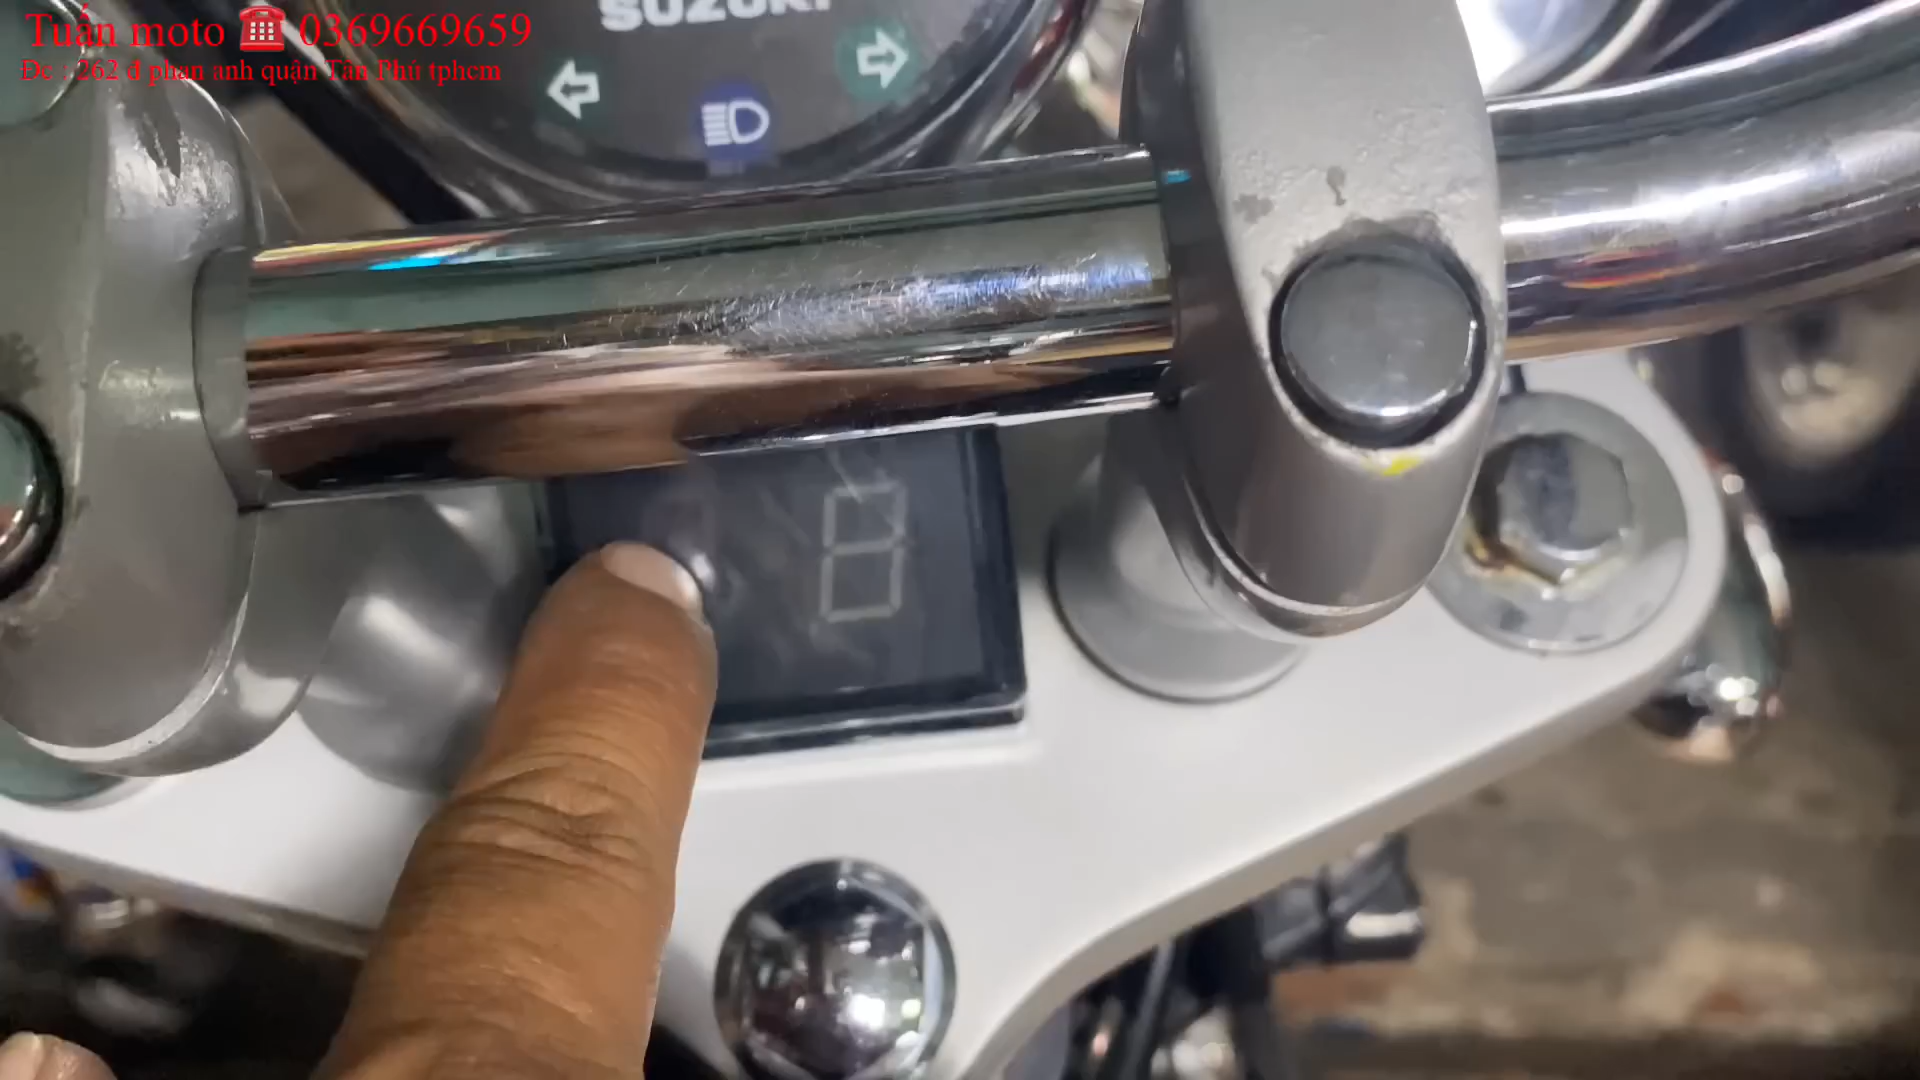 Tuấn moto ☎ 0369669659
Đc : 262 đ phan anh quận Tân Phú tphcm
SUZUKI
8